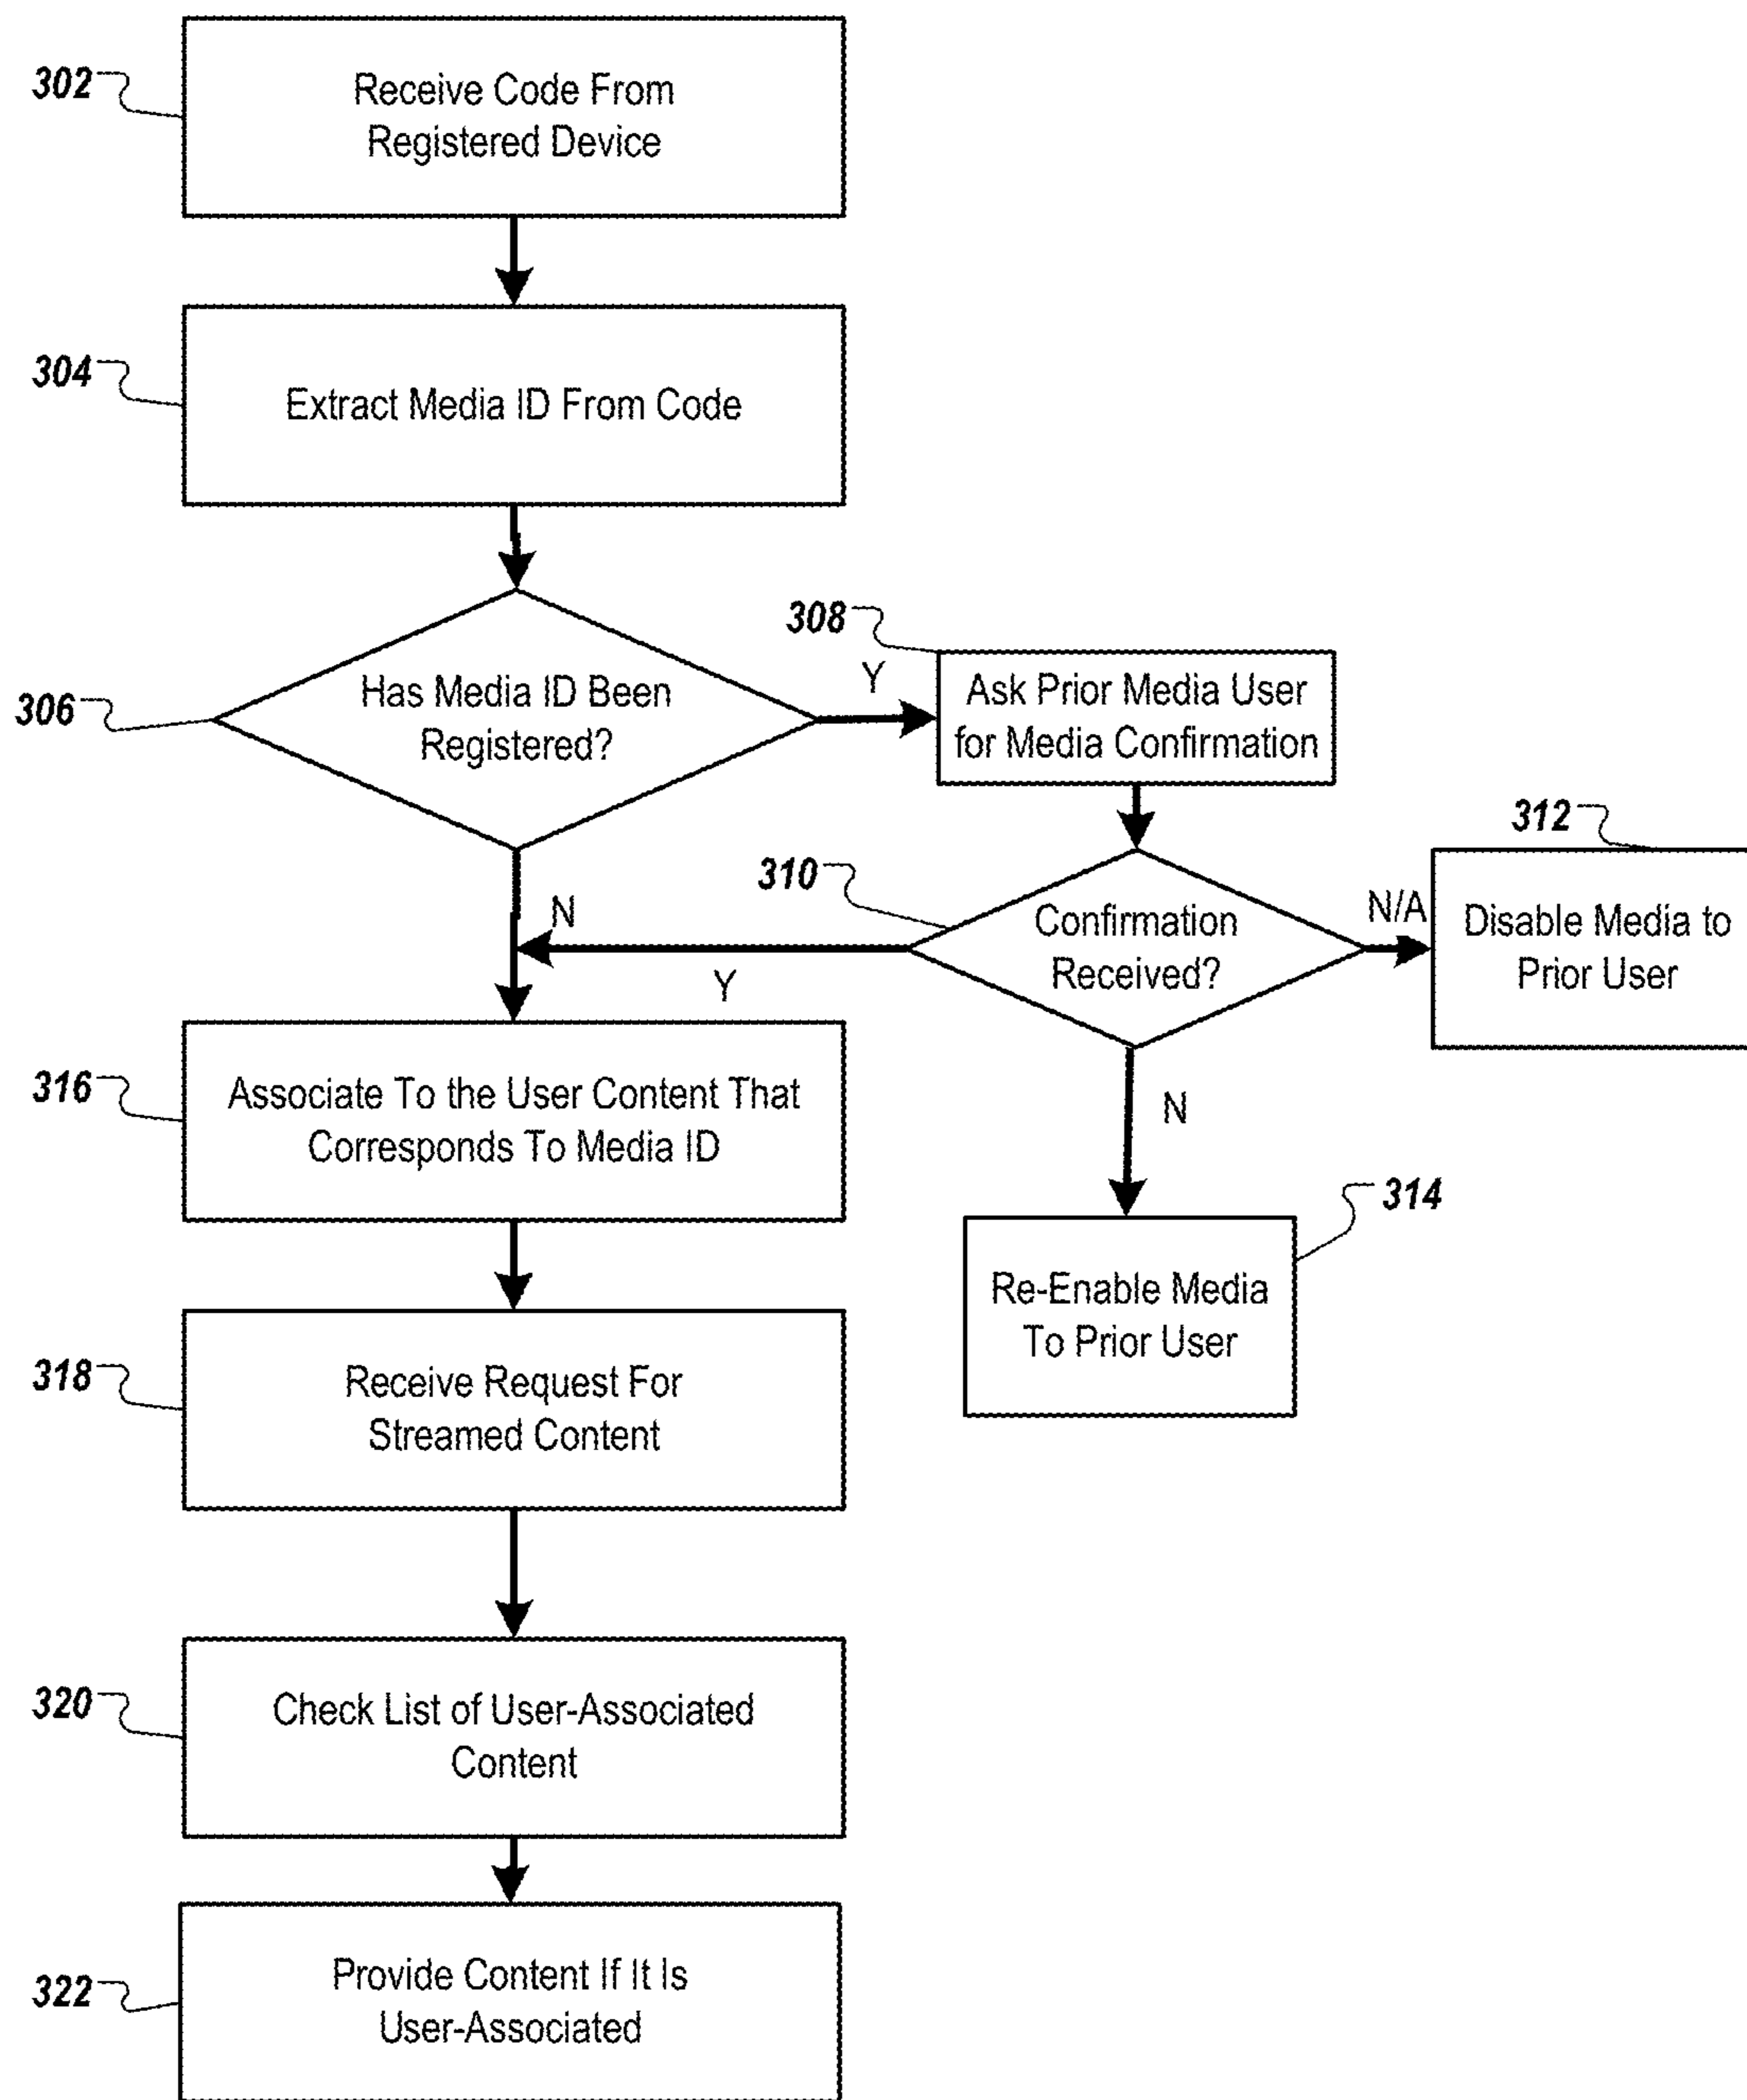 302
Receive Code From
Registered Device
304
Extract Media ID From Code
306
Has Media ID Been
Registered?
Y
308
Ask Prior Media User
for Media Confirmation
310
Confirmation
Received?
N/A
312
Disable Media to
Prior User
N
Y
N
314
Re-Enable Media
To Prior User
316
Associate To the User Content That
Corresponds To Media ID
318
Receive Request For
Streamed Content
320
Check List of User-Associated
Content
322
Provide Content If It Is
User-Associated